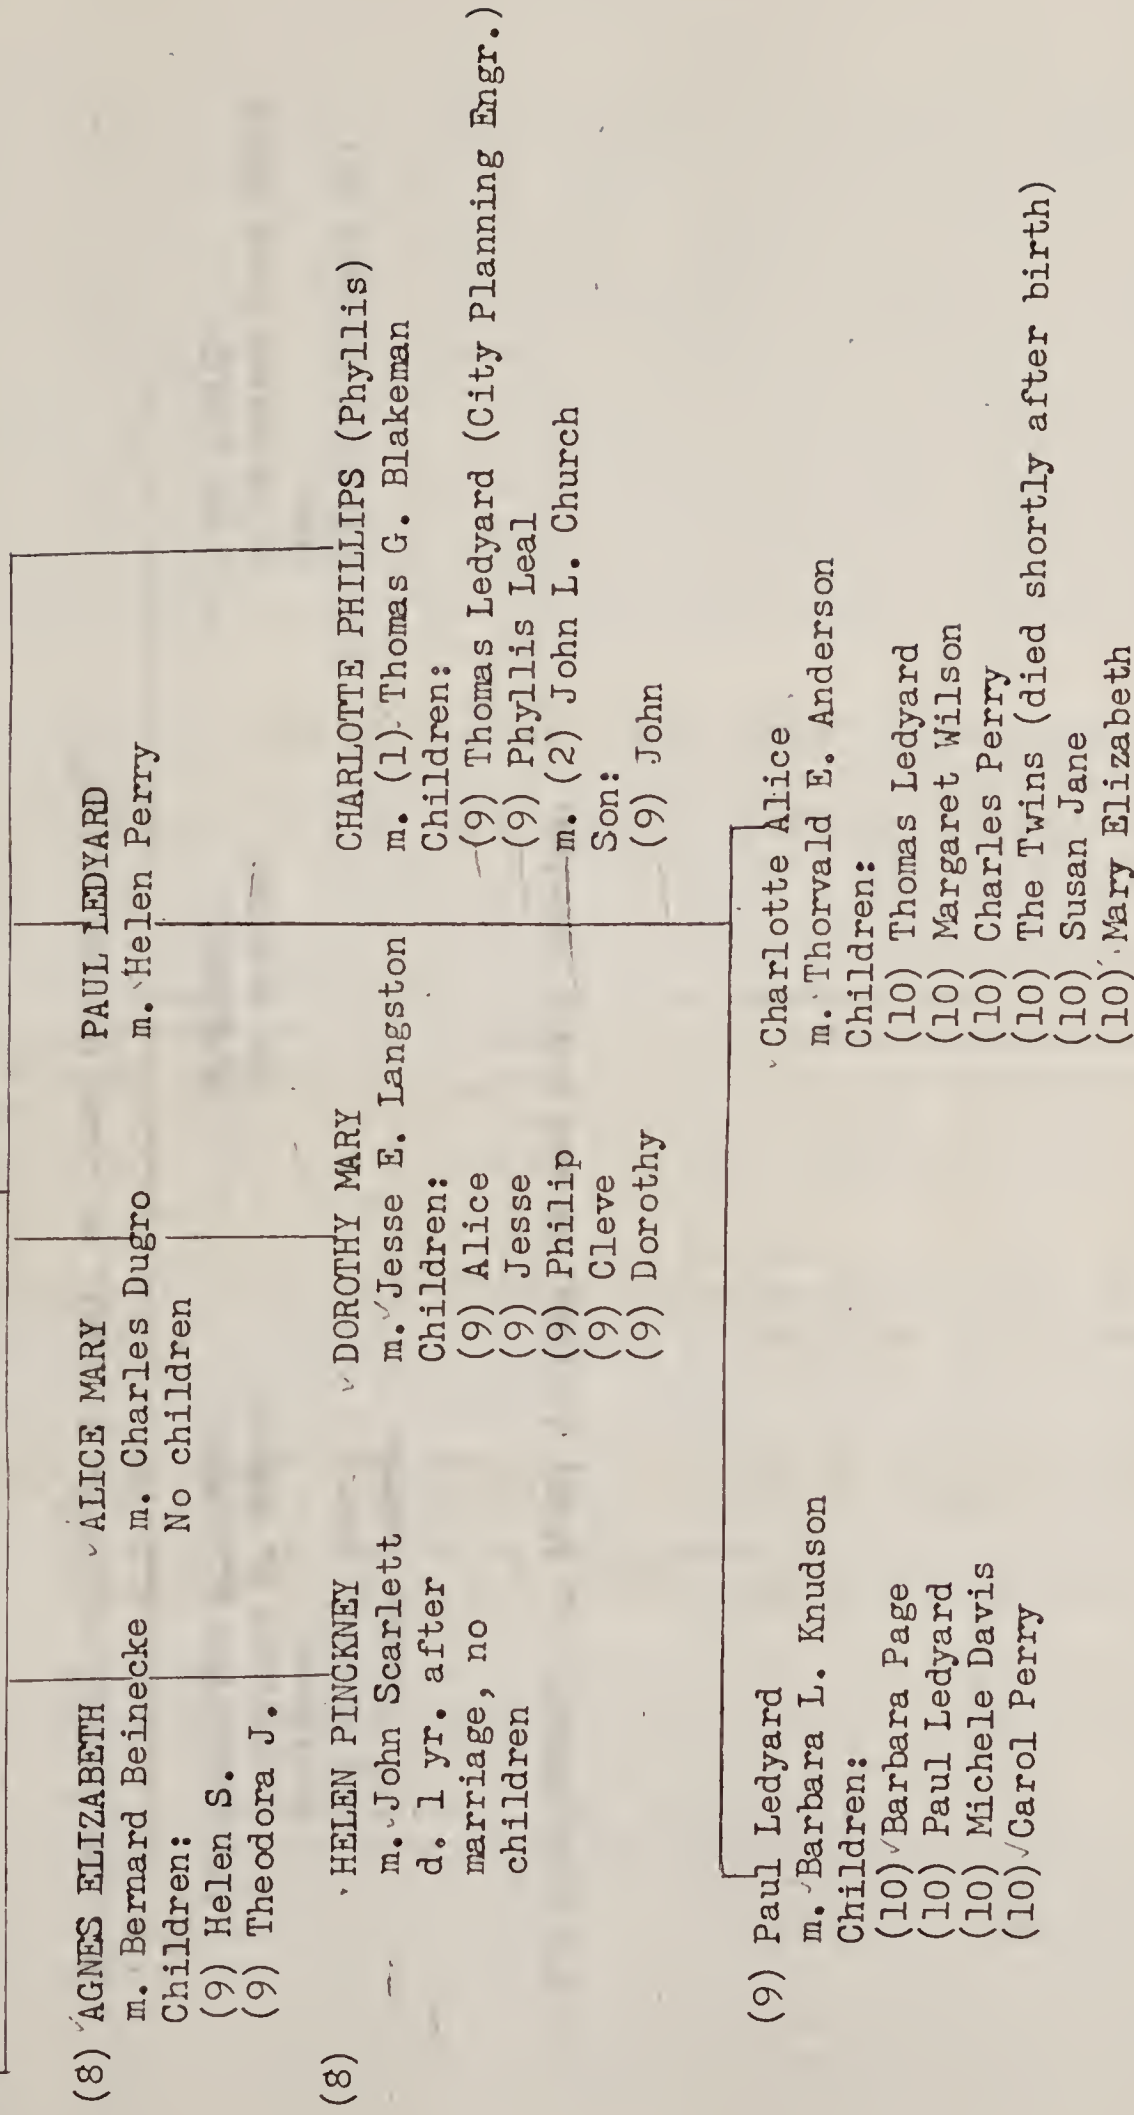 (8) AGNES ELIZABETH
m. Bernard Beinecke
Children:
(9) Helen S.
(9) Theodora J.
ALICE MARY
m. Charles Dugro
No children
PAUL LEDYARD
m. Helen Perry
(8)
HELEN PINCKNEY
m. John Scarlett
d. 1 yr. after
marriage, no
children
DOROTHY MARY
m. Jesse E. Langston
Children:
(9) Alice
(9) Jesse
(9) Philip
(9) Cleve
(9) Dorothy
CHARLOTTE PHILLIPS (Phyllis)
m. (1) Thomas G. Blakeman
Children:
(9) Thomas Ledyard (City Planning Engr.)
(9) Phyllis Leal
m. (2) John L. Church
Son:
(9) John
(9) Paul Ledyard
m. Barbara L. Knudson
Children:
(10) Barbara Page
(10) Paul Ledyard
(10) Michele Davis
(10) Carol Perry
Charlotte Alice
m. Thorvald E. Anderson
Children:
(10) Thomas Ledyard
(10) Margaret Wilson
(10) Charles Perry
(10) The Twins (died shortly after birth)
(10) Susan Jane
(10) Mary Elizabeth